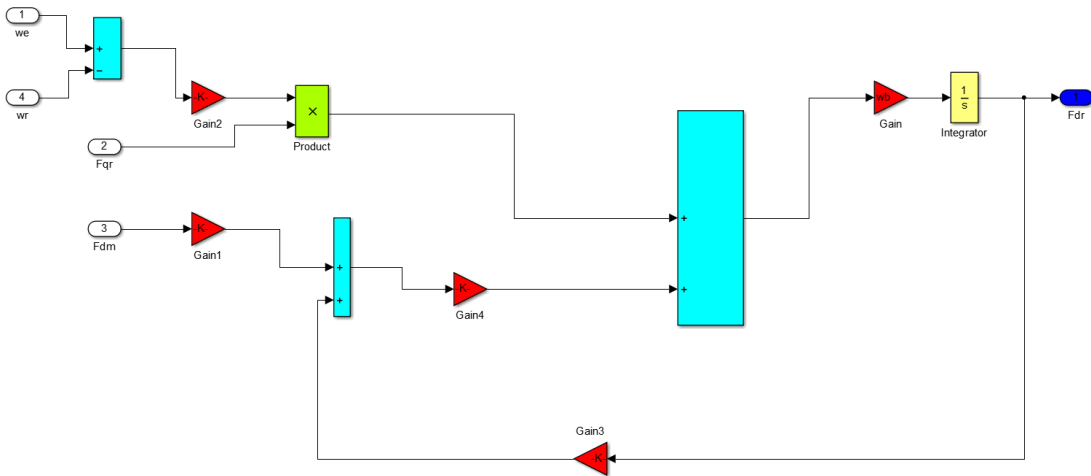 1
we
+
−
4
wr
-K-
Gain2
×
Product
2
Fqr
3
Fdm
-K-
Gain1
+
+
-K-
Gain4
+
+
wb
Gain
1
s
Integrator
1
Fdr
Gain3
-K-